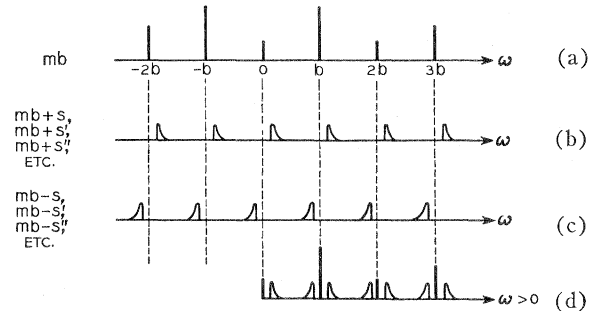 mb
-2b -b 0 b 2b 3b
ω
(a)
mb+s,
mb+s',
mb+s'',
ETC.
ω
(b)
mb-s,
mb-s',
mb-s'',
ETC.
ω
(c)
ω>0
(d)